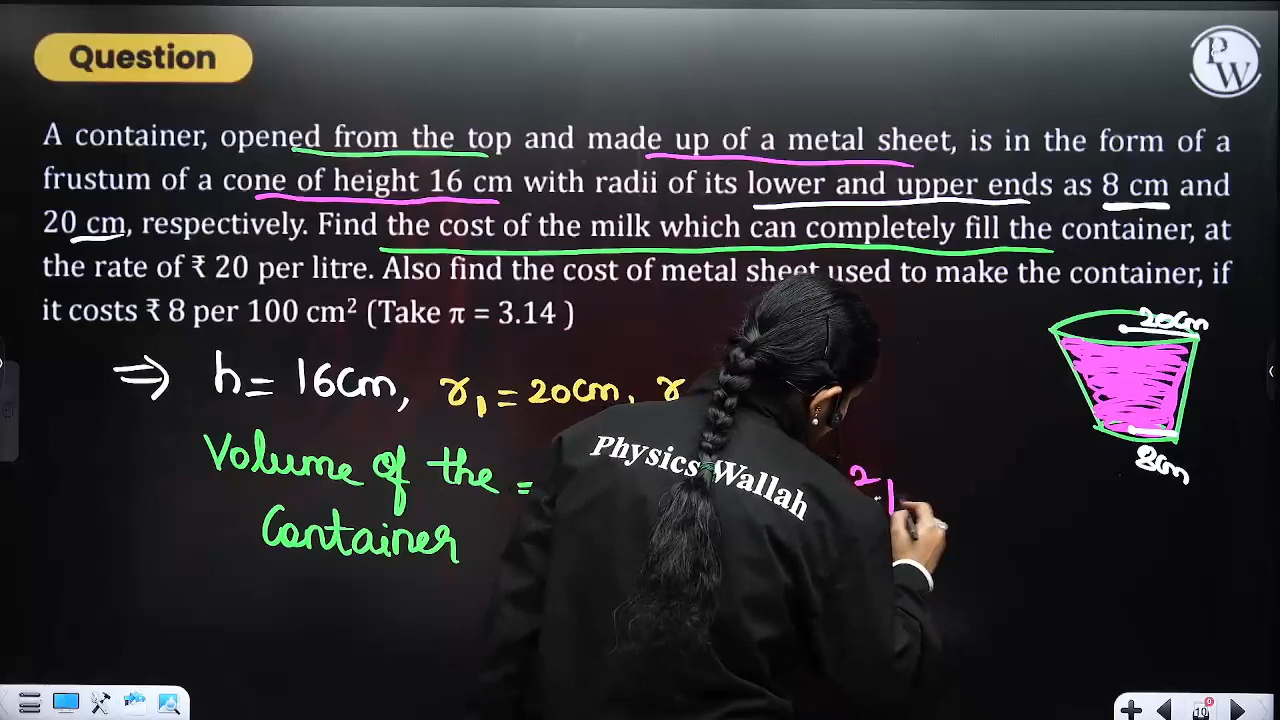 Question
PW
A container, opened from the top and made up of a metal sheet, is in the form of a
frustum of a cone of height 16 cm with radii of its lower and upper ends as 8 cm and
20 cm, respectively. Find the cost of the milk which can completely fill the container, at
the rate of ₹ 20 per litre. Also find the cost of metal sheet used to make the container, if
it costs ₹ 8 per 100 cm² (Take π = 3.14 )
20cm
⇒ h = 16cm, r₁ = 20cm, r
Volume of the =
Container
8cm
2
Physics Wallah
10